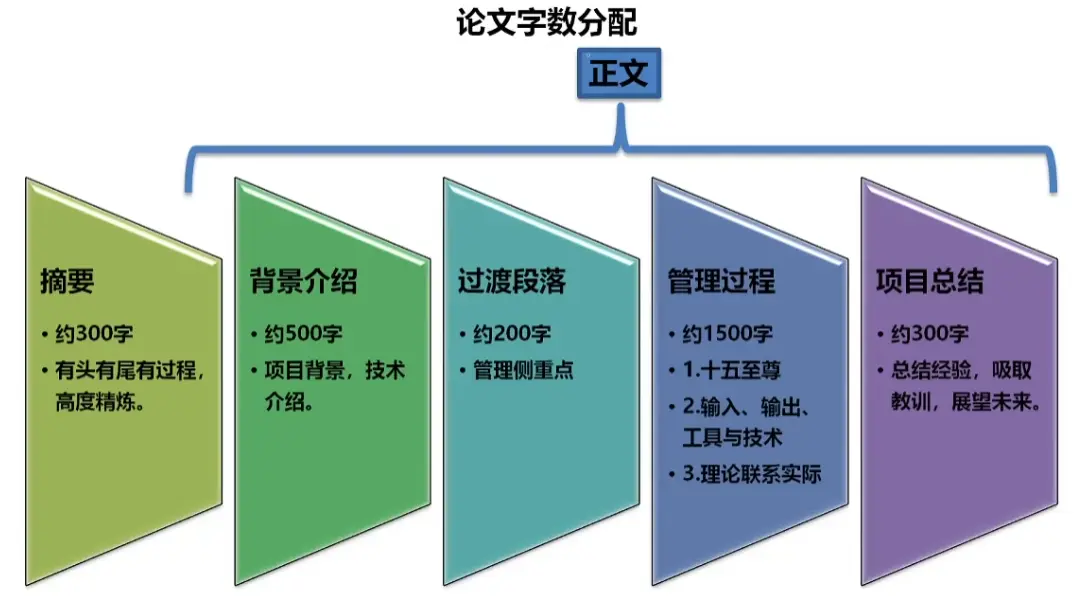 论文字数分配
正文
摘要
• 约300字
• 有头有尾有过程，
高度精炼。
背景介绍
• 约500字
• 项目背景，技术
介绍。
过渡段落
• 约200字
• 管理侧重点
管理过程
• 约1500字
• 1.十五至尊
• 2.输入、输出、
工具与技术
• 3.理论联系实际
项目总结
• 约300字
• 总结经验，吸取
教训，展望未来。